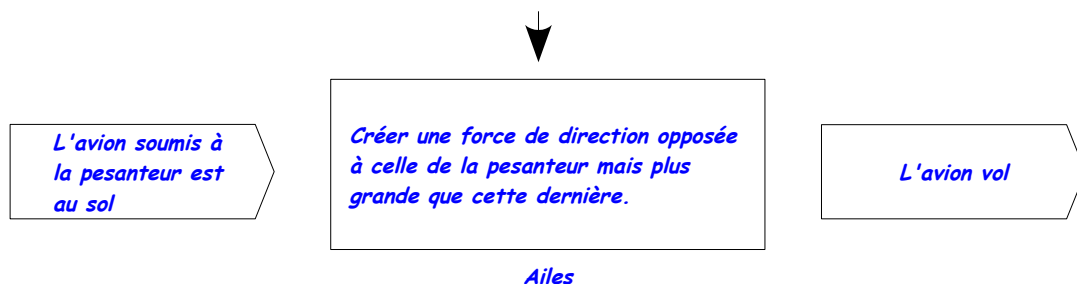 L'avion soumis à
la pesanteur est
au sol
Créer une force de direction opposée
à celle de la pesanteur mais plus
grande que cette dernière.
L'avion vol
Ailes